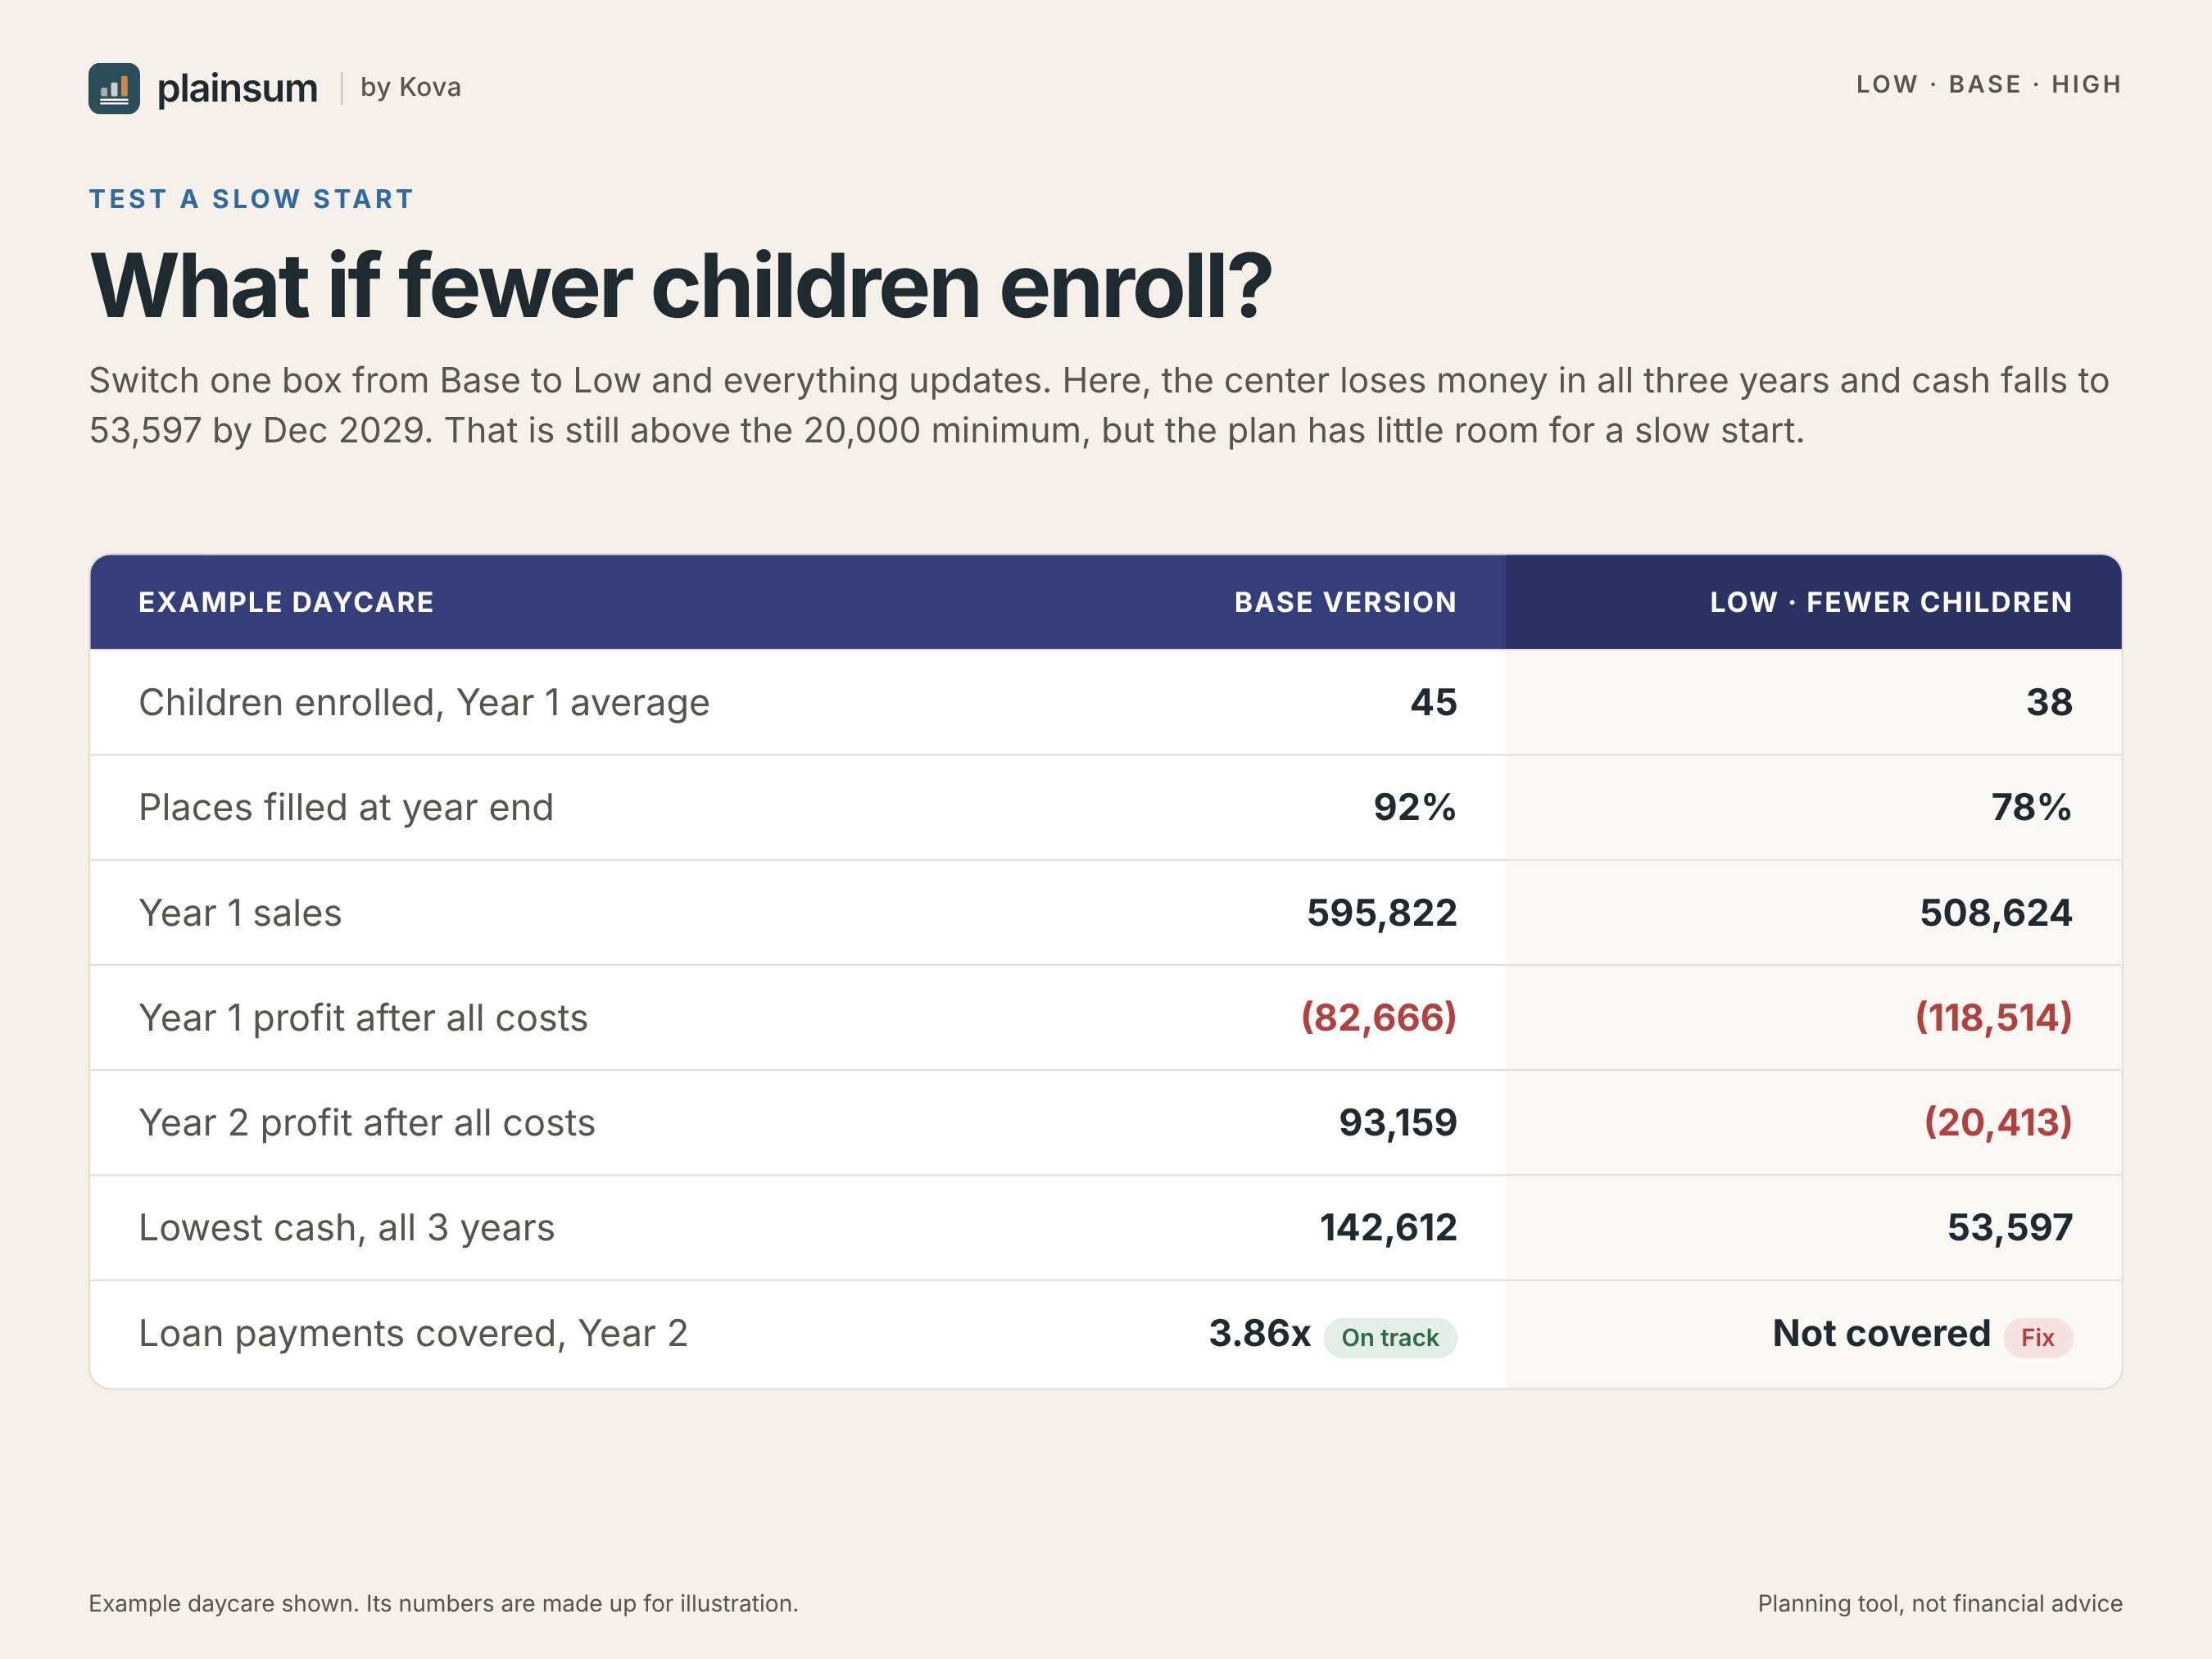 plainsum by Kova
LOW · BASE · HIGH
TEST A SLOW START
What if fewer children enroll?
Switch one box from Base to Low and everything updates. Here, the center loses money in all three years and cash falls to
53,597 by Dec 2029. That is still above the 20,000 minimum, but the plan has little room for a slow start.
EXAMPLE DAYCARE BASE VERSION LOW · FEWER CHILDREN
Children enrolled, Year 1 average 45 38
Places filled at year end 92% 78%
Year 1 sales 595,822 508,624
Year 1 profit after all costs (82,666) (118,514)
Year 2 profit after all costs 93,159 (20,413)
Lowest cash, all 3 years 142,612 53,597
Loan payments covered, Year 2 3.86x On track Not covered Fix
Example daycare shown. Its numbers are made up for illustration.
Planning tool, not financial advice